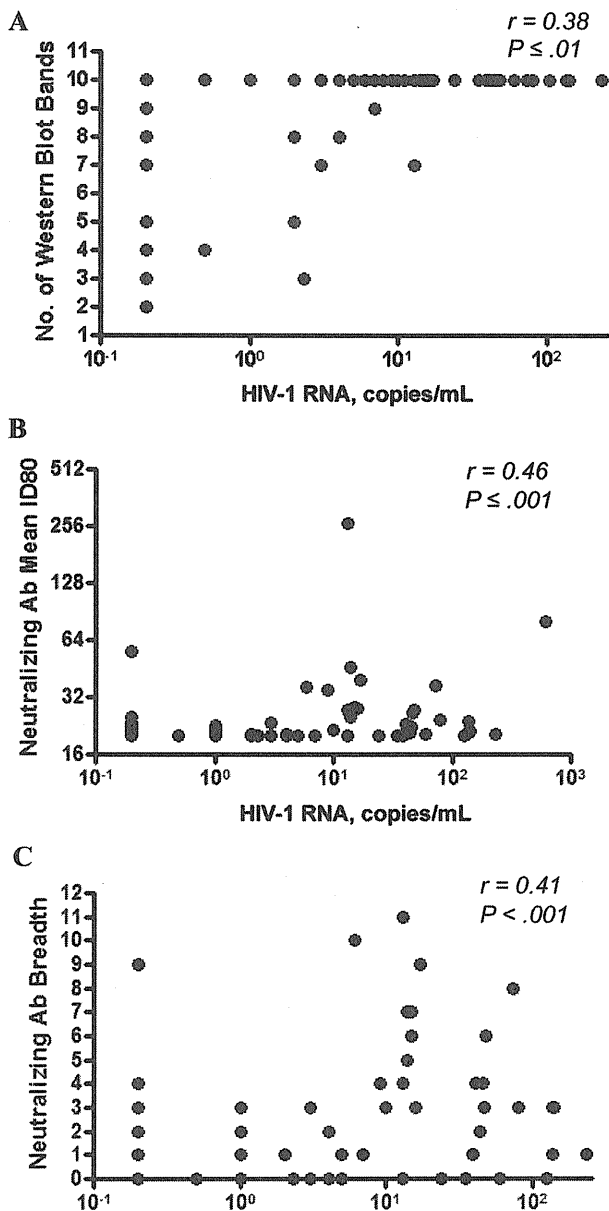 A
r = 0.38
P ≤ .01
No. of Western Blot Bands
11
10
9
8
7
6
5
4
3
2
1
10⁻¹ 10⁰ 10¹ 10²
HIV-1 RNA, copies/mL
B
r = 0.46
P ≤ .001
Neutralizing Ab Mean ID80
512
256
128
64
32
16
10⁻¹ 10⁰ 10¹ 10² 10³
HIV-1 RNA, copies/mL
C
r = 0.41
P < .001
Neutralizing Ab Breadth
12
11
10
9
8
7
6
5
4
3
2
1
0
10⁻¹ 10⁰ 10¹ 10²